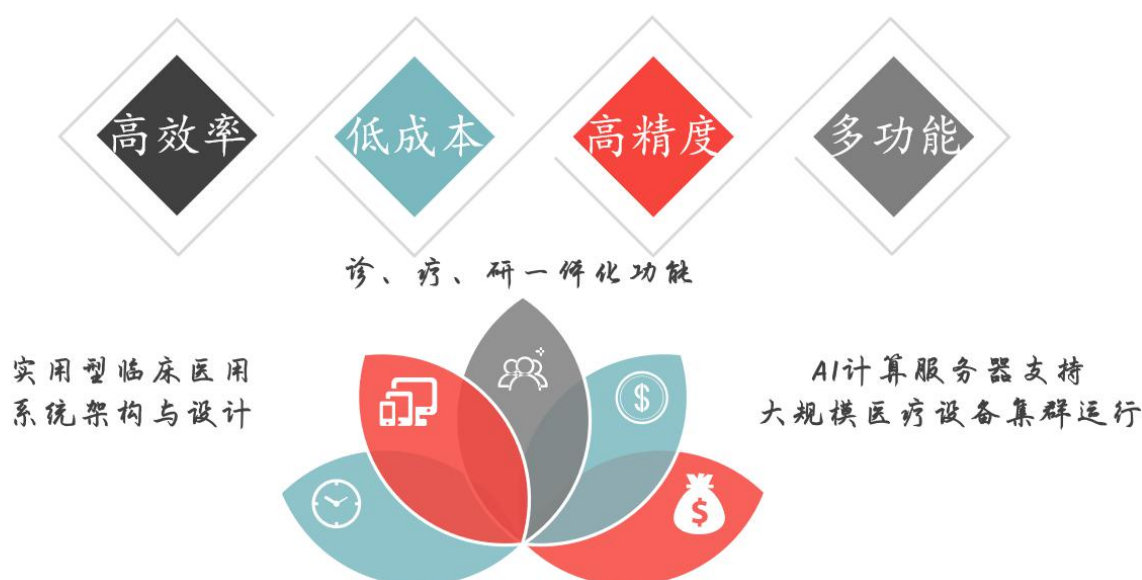 高效率
低成本
高精度
多功能
诊、疗、研一体化功能
实用型临床医用
系统架构与设计
AI计算服务器支持
大规模医疗设备集群运行
$
$